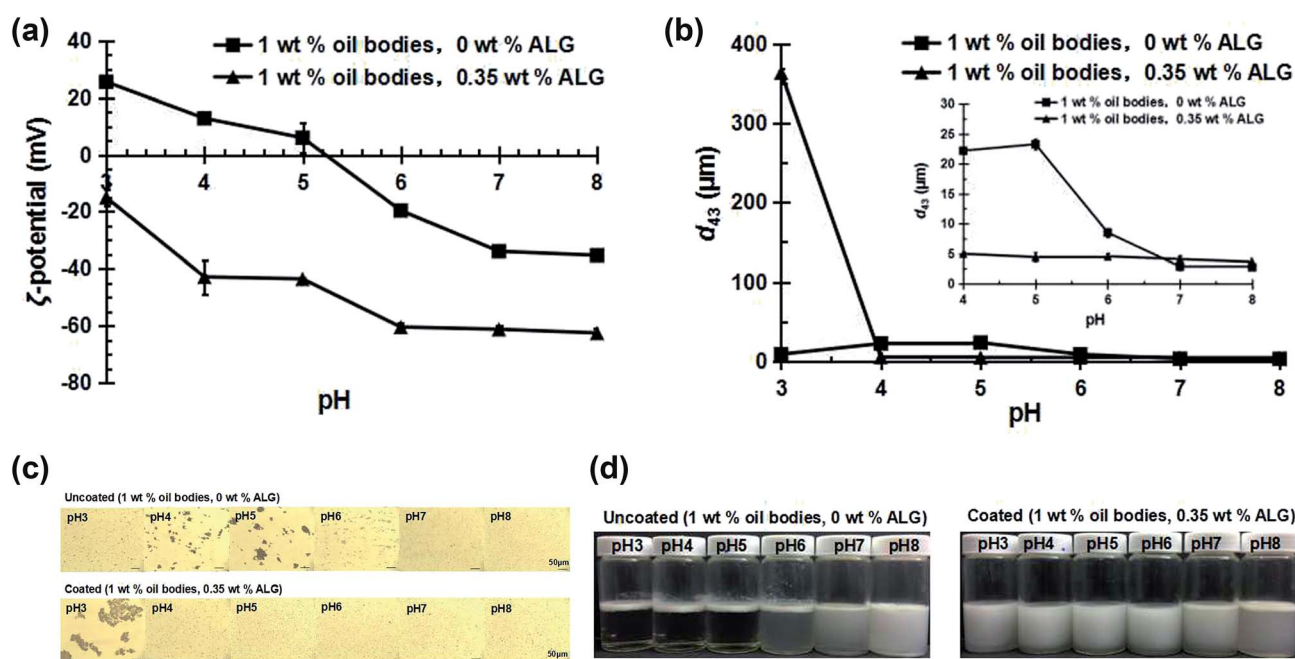 (a)
1 wt % oil bodies, 0 wt % ALG
1 wt % oil bodies, 0.35 wt % ALG
40
20
0
-20
-40
-60
-80
ζ-potential (mV)
3 4 5 6 7 8
pH
(b)
1 wt % oil bodies, 0 wt % ALG
1 wt % oil bodies, 0.35 wt % ALG
400
300
200
100
0
d43 (μm)
3 4 5 6 7 8
pH
1 wt % oil bodies, 0 wt % ALG
1 wt % oil bodies, 0.35 wt % ALG
30
25
20
15
10
5
0
d43 (μm)
4 5 6 7 8
pH
(c)
Uncoated (1 wt % oil bodies, 0 wt % ALG)
pH3 pH4 pH5 pH6 pH7 pH8
50μm
Coated (1 wt % oil bodies, 0.35 wt % ALG)
pH3 pH4 pH5 pH6 pH7 pH8
50μm
(d)
Uncoated (1 wt % oil bodies, 0 wt % ALG)
pH3 pH4 pH5 pH6 pH7 pH8
Coated (1 wt % oil bodies, 0.35 wt % ALG)
pH3 pH4 pH5 pH6 pH7 pH8